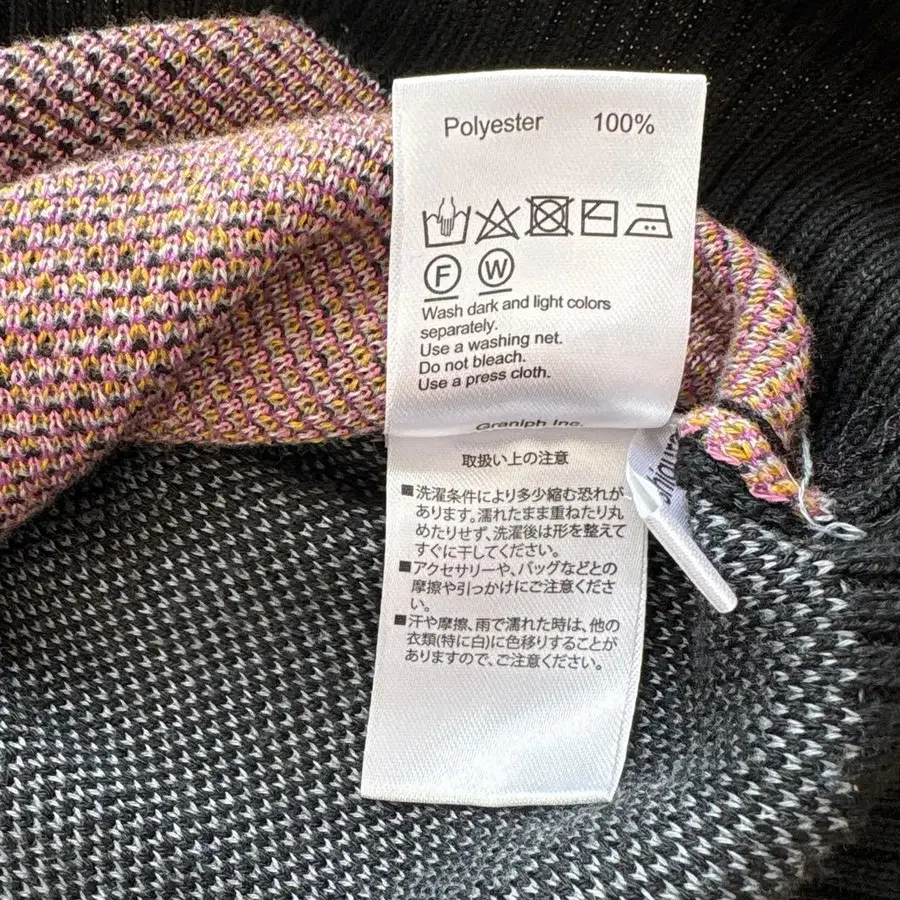 Polyester 100%
F W
Wash dark and light colors
separately.
Use a washing net.
Do not bleach.
Use a press cloth.
Graniph Inc.
取扱い上の注意
■洗濯条件により多少縮む恐れが
あります。濡れたまま重ねたり丸
めたりせず、洗濯後は形を整えて
すぐに干してください。
■アクセサリーや、バッグなどとの
摩擦や引っかけにご注意くださ
い。
■汗や摩擦、雨で濡れた時は、他の
衣類(特に白)に色移りすることが
ありますので、ご注意ください。